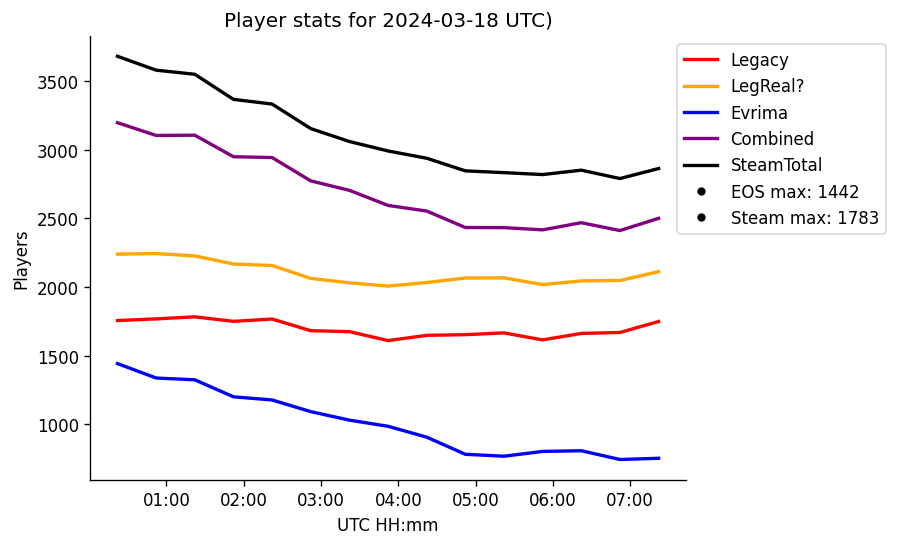 Player stats for 2024-03-18 UTC)
Legacy
LegReal?
Evrima
Combined
SteamTotal
EOS max: 1442
Steam max: 1783
Players
3500
3000
2500
2000
1500
1000
01:00 02:00 03:00 04:00 05:00 06:00 07:00
UTC HH:mm